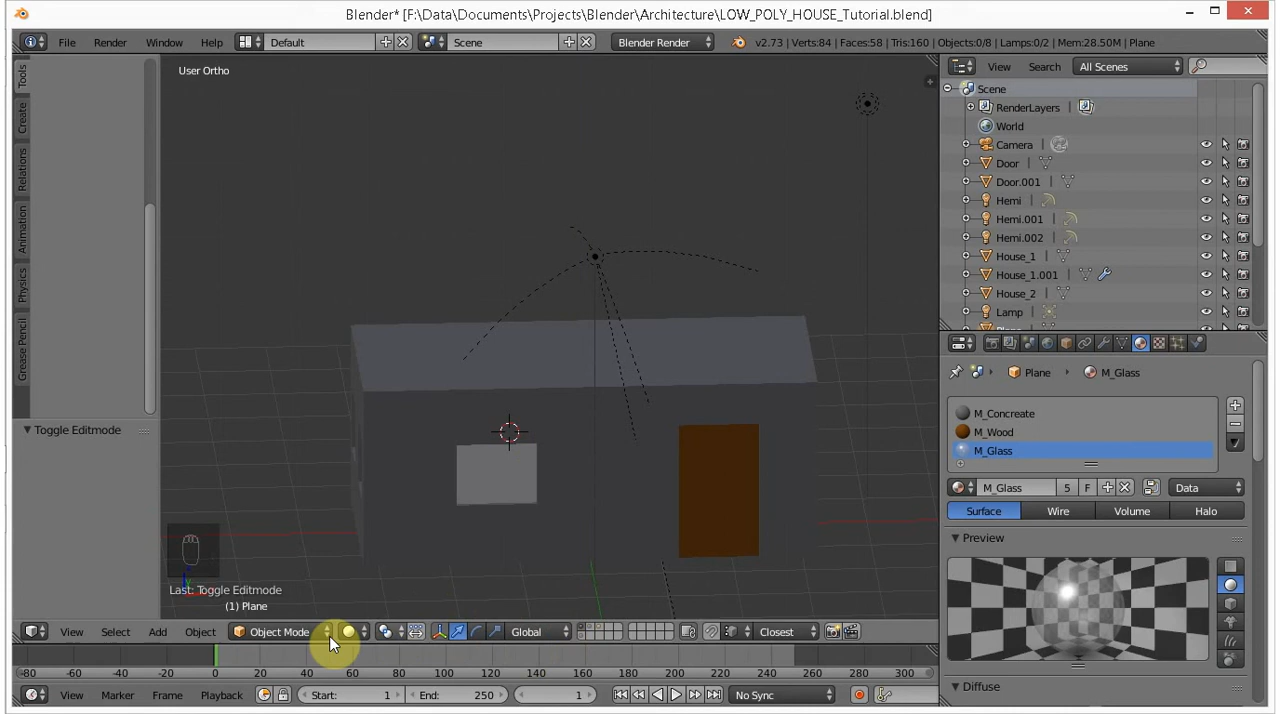 Blender* [F:\Data\Documents\Projects\Blender\Architecture\LOW_POLY_HOUSE_Tutorial.blend]
File Render Window Help Default Scene Blender Render v2.73 | Verts:84 | Faces:58 | Tris:160 | Objects:0/8 | Lamps:0/2 | Mem:28.50M | Plane
User Ortho
Tools
Create
Relations
Animation
Physics
Grease Pencil
Toggle Editmode
Last: Toggle Editmode
(1) Plane
View Select Add Object Object Mode Global Closest
-80 -60 -40 -20 0 20 40 60 80 100 120 140 160 180 200 220 240 260 280 300
View Marker Frame Playback Start: 1 End: 250 1 No Sync
View Search All Scenes
Scene
RenderLayers
World
Camera
Door
Door.001
Hemi
Hemi.001
Hemi.002
House_1
House_1.001
House_2
Lamp
Plane M_Glass
M_Concreate
M_Wood
M_Glass
M_Glass 5 F Data
Surface Wire Volume Halo
Preview
Diffuse